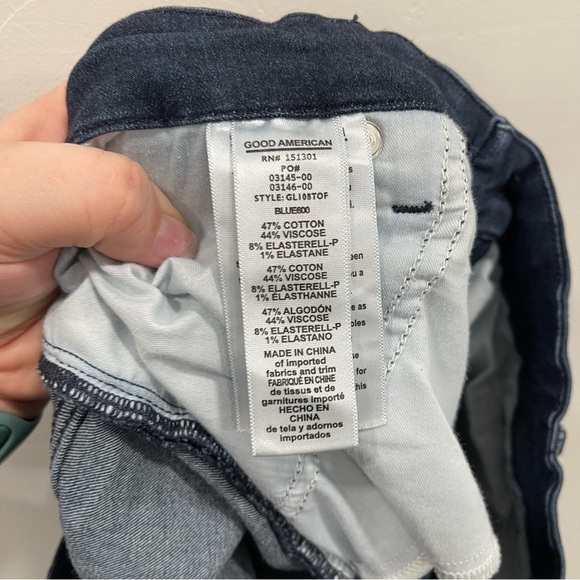 GOOD AMERICAN
RN# 151301
PO#
03145-00
03146-00
STYLE: GLI08TOF
BLUE600
47% COTTON
44% VISCOSE
8% ELASTERELL-P
1% ELASTANE
47% COTON
44% VISCOSE
8% ELASTERELL-P
1% ÉLASTHANNE
47% ALGODÓN
44% VISCOSE
8% ELASTERELL-P
1% ELASTANO
MADE IN CHINA
of imported
fabrics and trim
FABRIQUÉ EN CHINE
de tissus et de
garnitures importé
HECHO EN
CHINA
de tela y adornos
importados